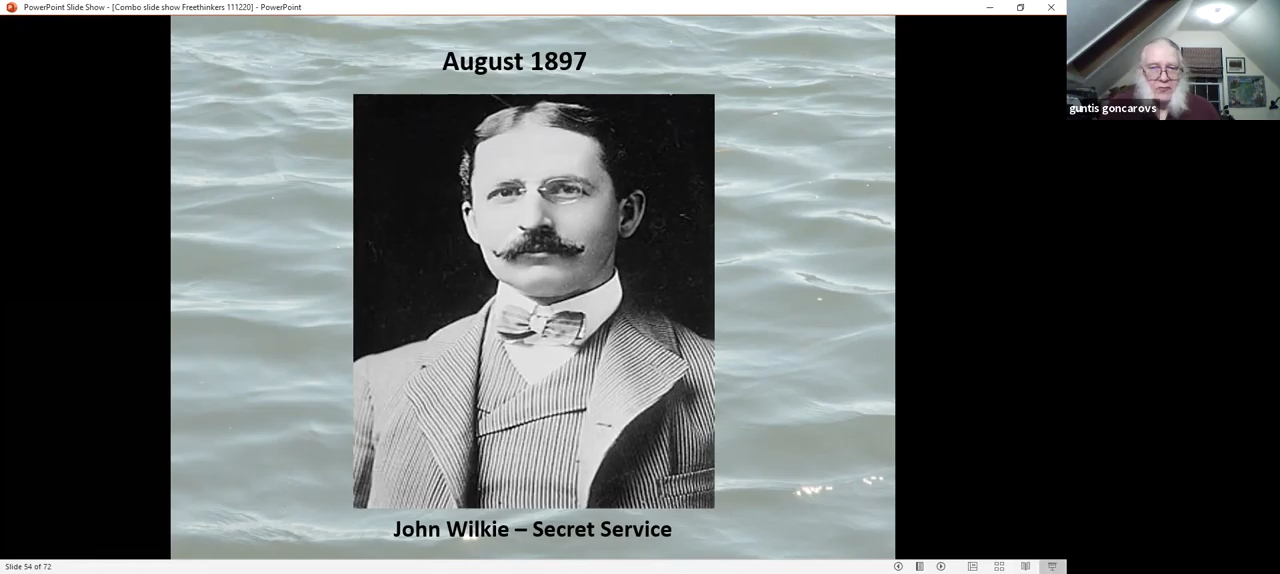 PowerPoint Slide Show - [Combo slide show Freethinkers 111220] - PowerPoint
August 1897
guntis goncarovs
John Wilkie – Secret Service
Slide 54 of 72